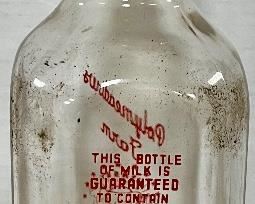 Polymeadows
Farm
THIS BOTTLE
OF MILK IS
GUARANTEED
TO CONTAIN